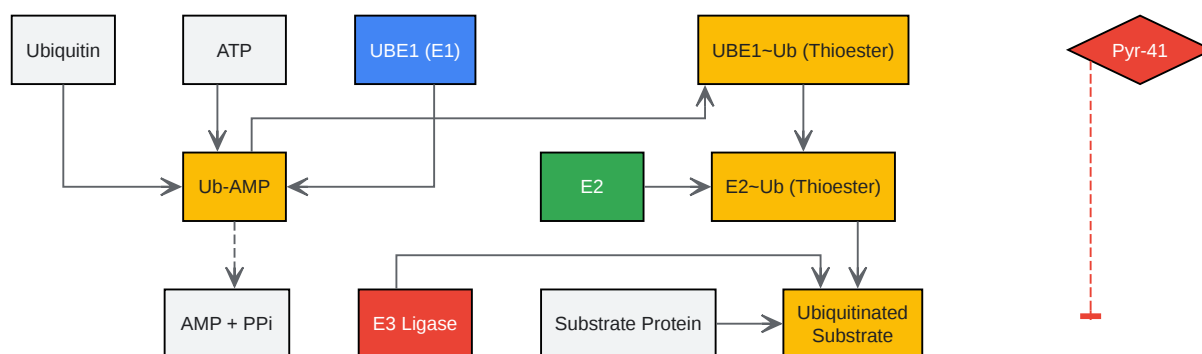 Ubiquitin
ATP
UBE1 (E1)
UBE1~Ub (Thioester)
Pyr-41
Ub-AMP
E2
E2~Ub (Thioester)
AMP + PPi
E3 Ligase
Substrate Protein
Ubiquitinated
Substrate